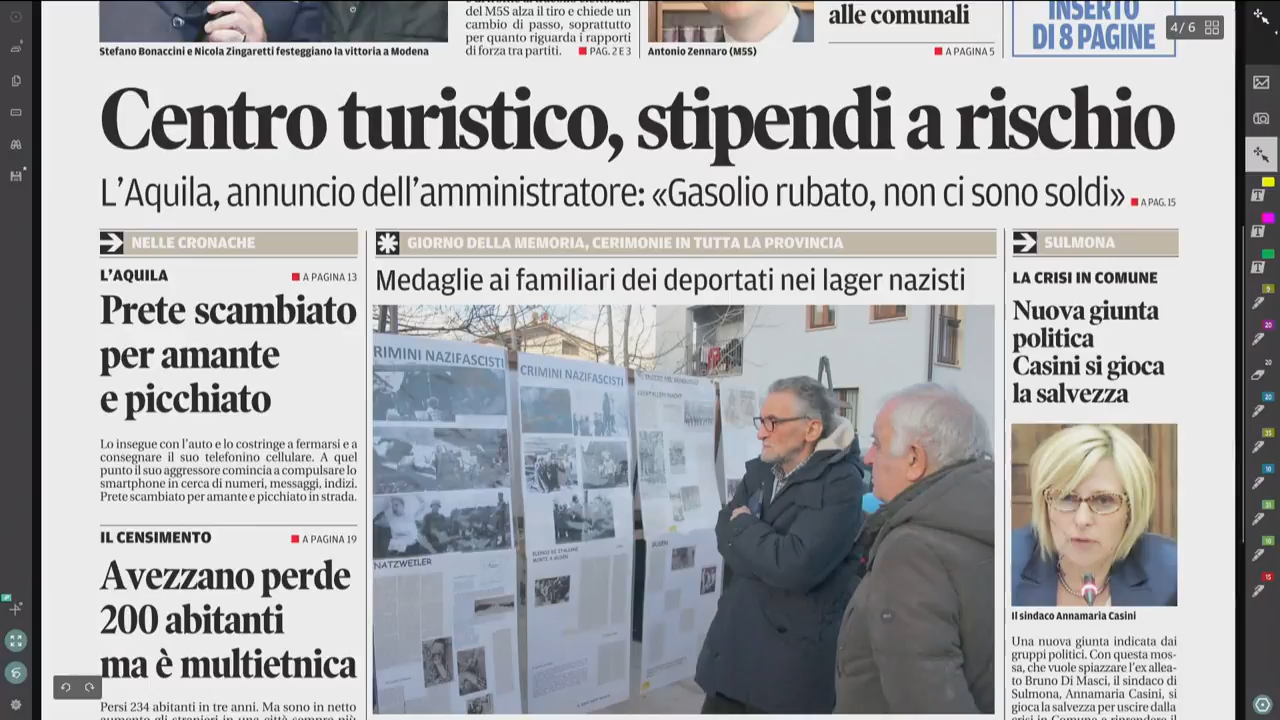 Stefano Bonaccini e Nicola Zingaretti festeggiano la vittoria a Modena
del M5S alza il tiro e chiede un
cambio di passo, soprattutto
per quanto riguarda i rapporti
di forza tra partiti. PAG. 2 E 3
Antonio Zennaro (M5S)
alle comunali
A PAGINA 5
INSERTO
DI 8 PAGINE
4 / 6
Centro turistico, stipendi a rischio
L'Aquila, annuncio dell'amministratore: «Gasolio rubato, non ci sono soldi» A PAG. 15
NELLE CRONACHE
L'AQUILA
A PAGINA 13
Prete scambiato
per amante
e picchiato
Lo insegue con l'auto e lo costringe a fermarsi e a
consegnare il suo telefonino cellulare. A quel
punto il suo aggressore comincia a compulsare lo
smartphone in cerca di numeri, messaggi, indizi.
Prete scambiato per amante e picchiato in strada.
IL CENSIMENTO
A PAGINA 19
Avezzano perde
200 abitanti
ma è multietnica
Persi 234 abitanti in tre anni. Ma sono in netto
GIORNO DELLA MEMORIA, CERIMONIE IN TUTTA LA PROVINCIA
Medaglie ai familiari dei deportati nei lager nazisti
CRIMINI NAZIFASCISTI
CRIMINI NAZIFASCISTI
NATZWEILER
SULMONA
LA CRISI IN COMUNE
Nuova giunta
politica
Casini si gioca
la salvezza
Il sindaco Annamaria Casini
Una nuova giunta indicata dai
gruppi politici. Con questa mos-
sa, che vuole spiazzare l'ex allea-
to Bruno Di Masci, il sindaco di
Sulmona, Annamaria Casini, si
gioca la salvezza per uscire dalla